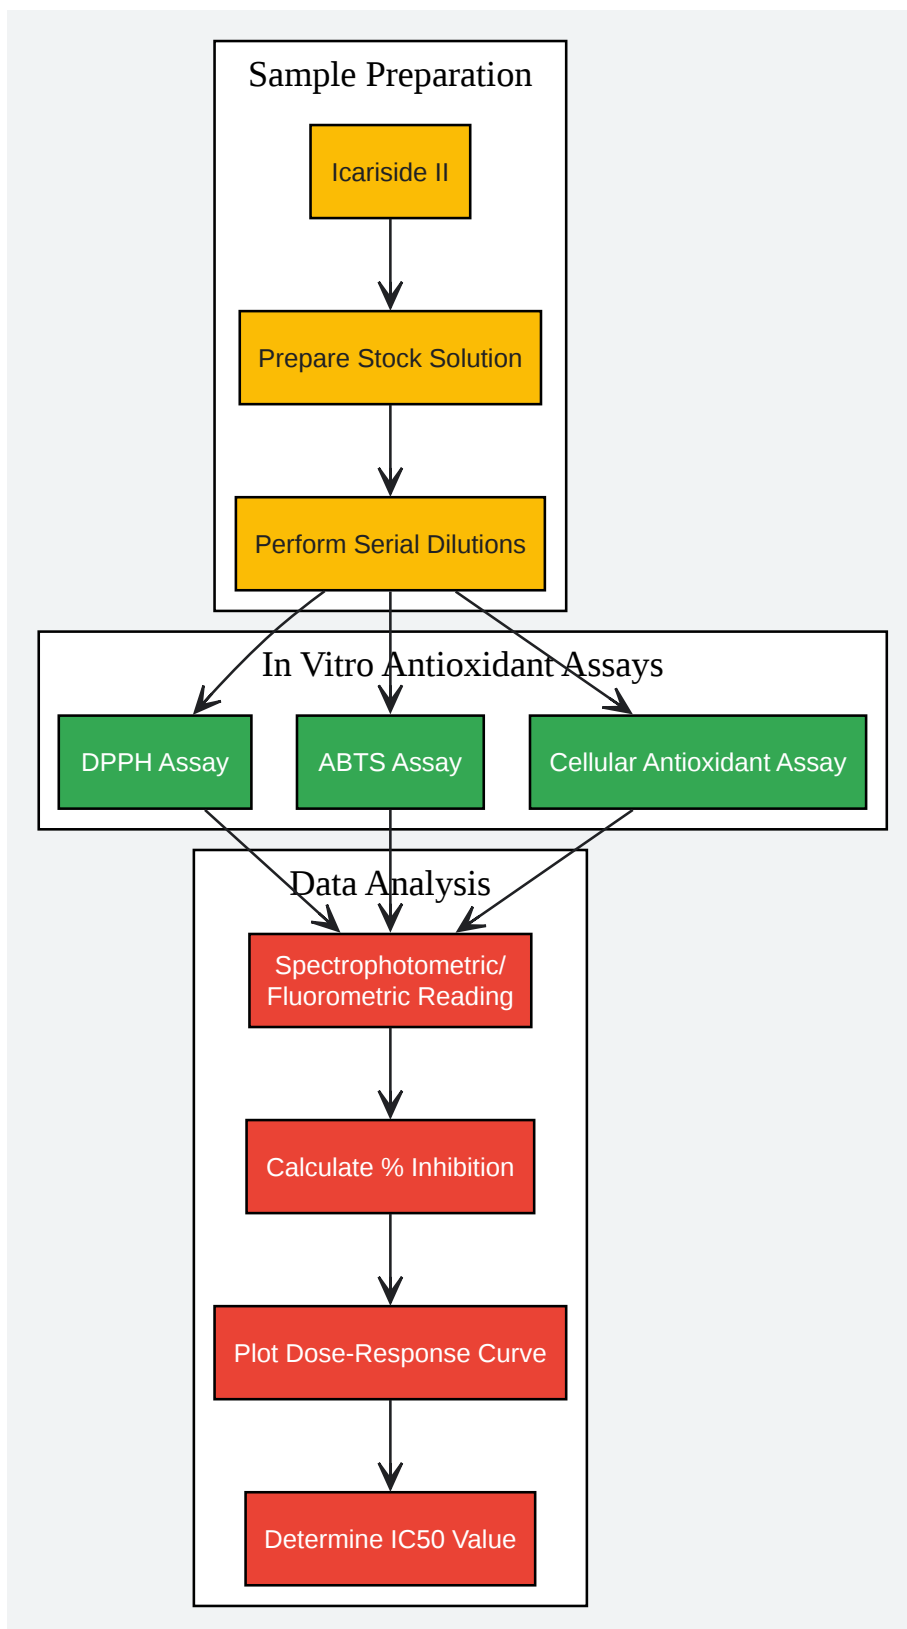 Sample Preparation
Icariside II
Prepare Stock Solution
Perform Serial Dilutions
In Vitro Antioxidant Assays
DPPH Assay
ABTS Assay
Cellular Antioxidant Assay
Data Analysis
Spectrophotometric/
Fluorometric Reading
Calculate % Inhibition
Plot Dose-Response Curve
Determine IC50 Value